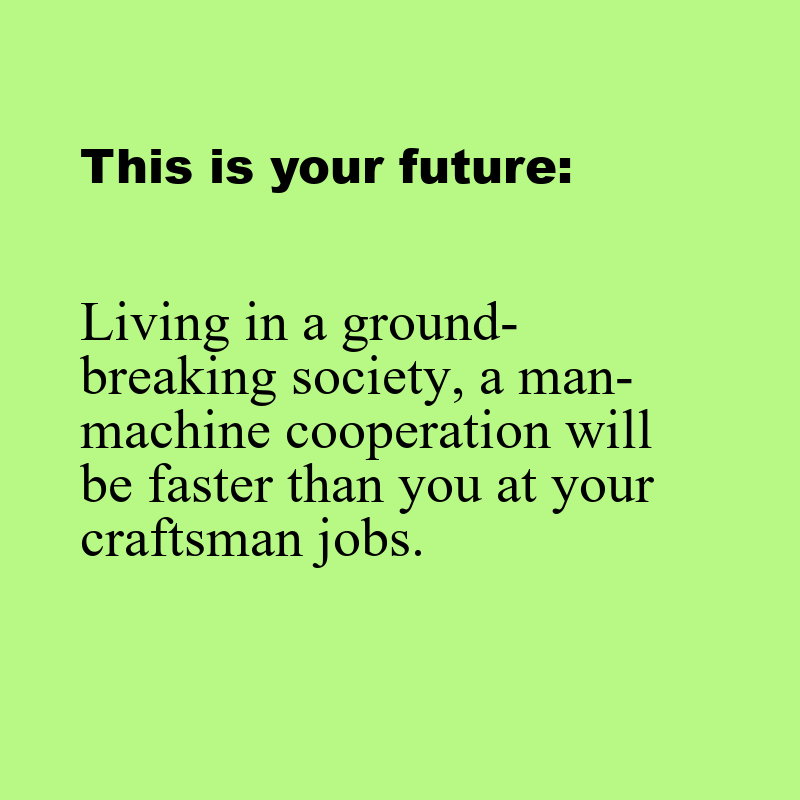 This is your future:
Living in a ground-
breaking society, a man-
machine cooperation will
be faster than you at your
craftsman jobs.